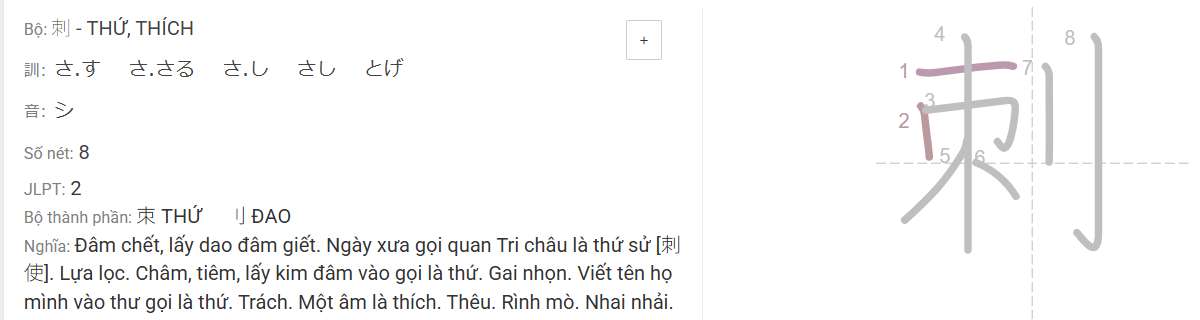 Bộ: 刺 - THỨ, THÍCH
+
訓: さ.す さ.さる さ.し さし とげ
音: シ
Số nét: 8
JLPT: 2
Bộ thành phần: 朿 THỨ 刂 ĐAO
Nghĩa: Đâm chết, lấy dao đâm giết. Ngày xưa gọi quan Tri châu là thứ sử [刺
使]. Lựa lọc. Châm, tiêm, lấy kim đâm vào gọi là thứ. Gai nhọn. Viết tên họ
mình vào thư gọi là thứ. Trách. Một âm là thích. Thêu. Rình mò. Nhai nhải.
刺
4 8
1 7
3
2
5 6